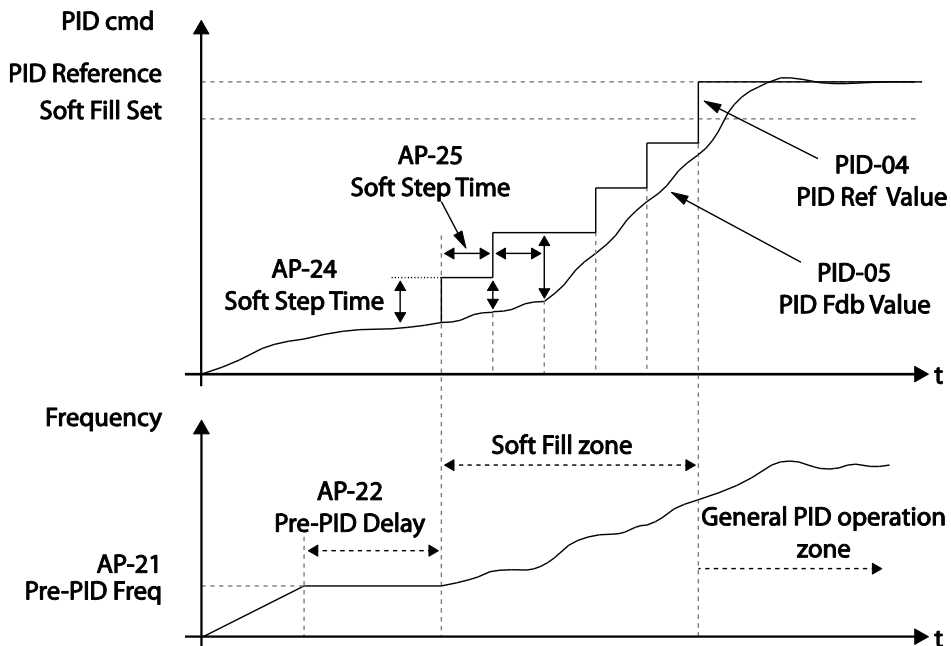 PID cmd
PID Reference
Soft Fill Set
AP-25
Soft Step Time
AP-24
Soft Step Time
PID-04
PID Ref Value
PID-05
PID Fdb Value
t
Frequency
Soft Fill zone
AP-22
Pre-PID Delay
General PID operation
zone
AP-21
Pre-PID Freq
t